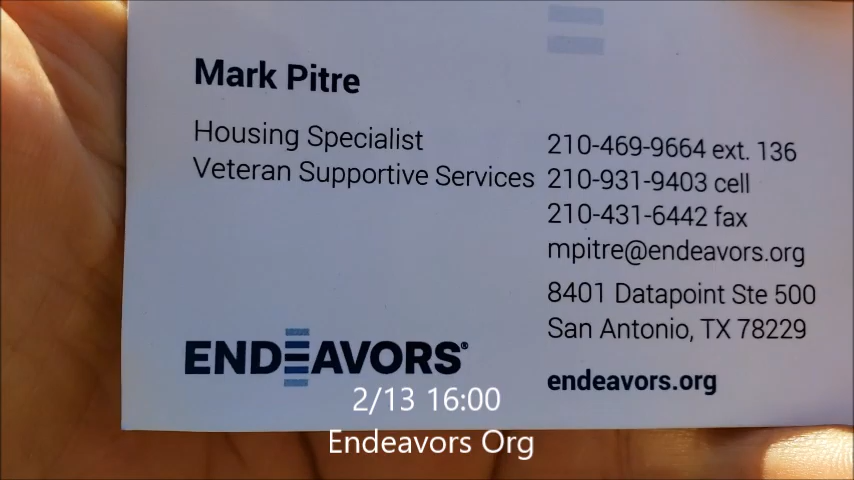 Mark Pitre
Housing Specialist
Veteran Supportive Services
210-469-9664 ext. 136
210-931-9403 cell
210-431-6442 fax
mpitre@endeavors.org
8401 Datapoint Ste 500
San Antonio, TX 78229
endeavors.org
ENDEAVORS®
2/13 16:00
Endeavors Org